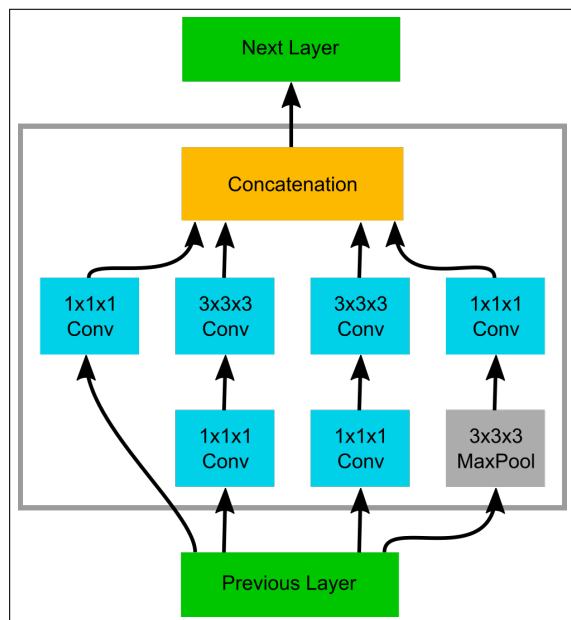 Next Layer
Concatenation
1x1x1
Conv
3x3x3
Conv
3x3x3
Conv
1x1x1
Conv
1x1x1
Conv
1x1x1
Conv
3x3x3
MaxPool
Previous Layer